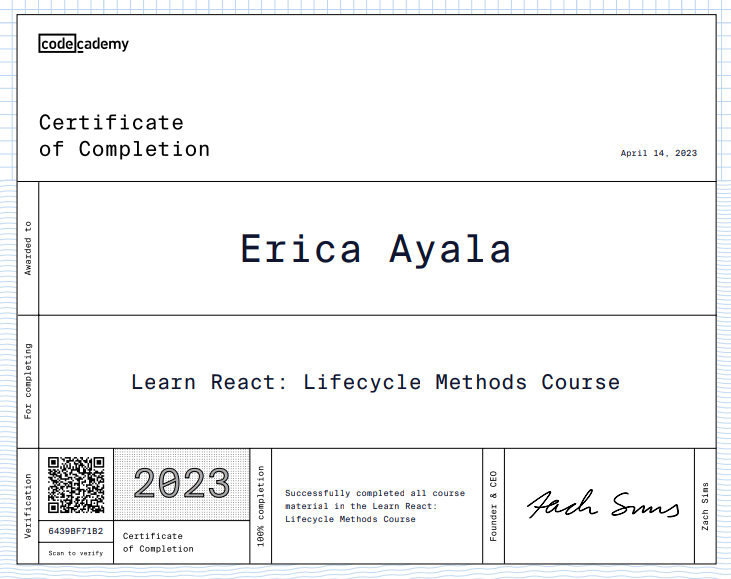 codecademy
Certificate
of Completion
April 14, 2023
Awarded to
Erica Ayala
For completing
Learn React: Lifecycle Methods Course
Verification
6439BF71B2
Scan to verify
2023
Certificate
of Completion
100% completion
Successfully completed all course
material in the Learn React:
Lifecycle Methods Course
Founder & CEO
Zach Sims
Zach Sims